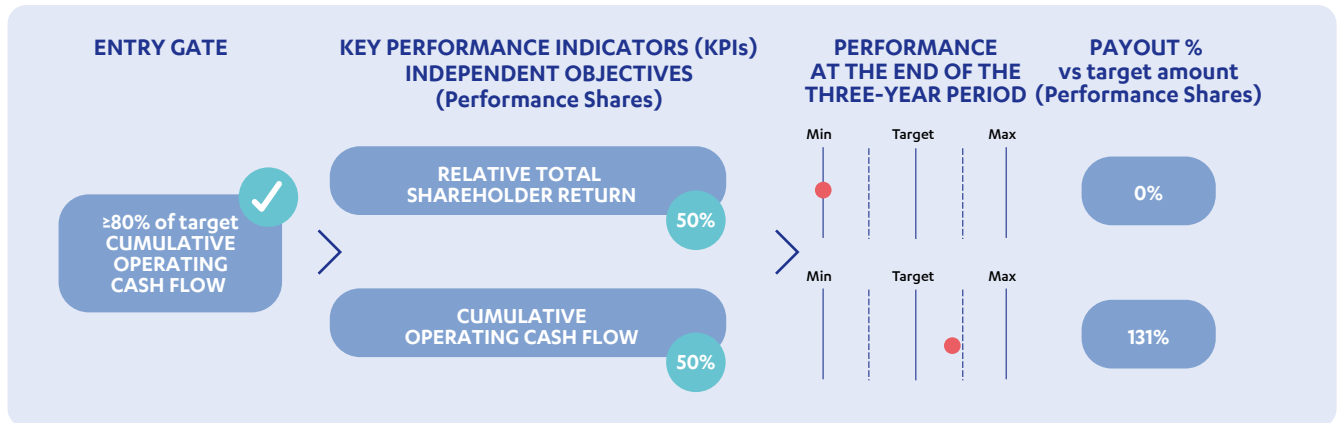 ENTRY GATE
KEY PERFORMANCE INDICATORS (KPIs)
INDEPENDENT OBJECTIVES
(Performance Shares)
PERFORMANCE
AT THE END OF THE
THREE-YEAR PERIOD
PAYOUT %
vs target amount
(Performance Shares)
≥80% of target
CUMULATIVE
OPERATING
CASH FLOW
RELATIVE TOTAL
SHAREHOLDER RETURN
50%
Min Target Max
0%
CUMULATIVE
OPERATING CASH FLOW
50%
Min Target Max
131%